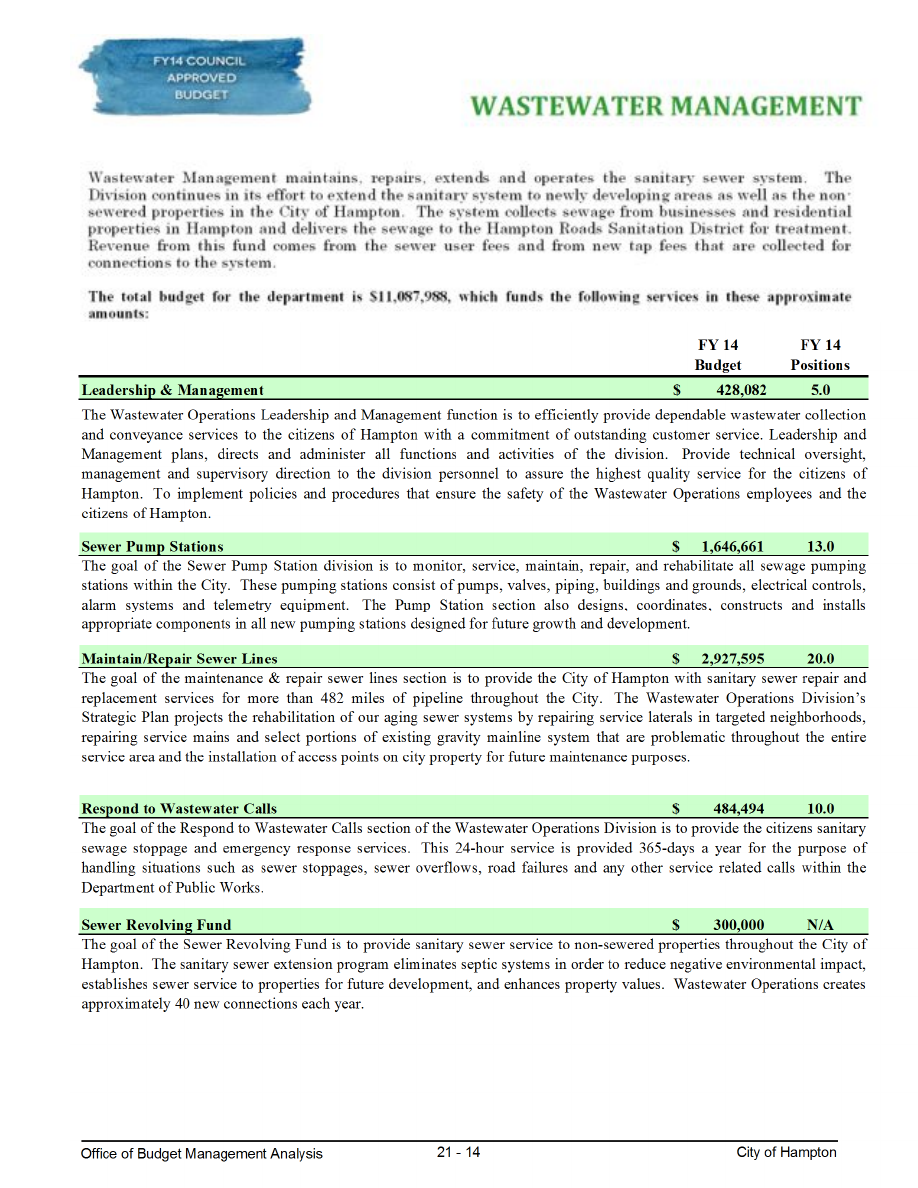 FY14 COUNCIL
APPROVED
BUDGET
WASTEWATER MANAGEMENT
Wastewater Management maintains, repairs, extends and operates the sanitary sewer system. The
Division continues in its effort to extend the sanitary system to newly developing areas as well as the non-
sewered properties in the City of Hampton. The system collects sewage from businesses and residential
properties in Hampton and delivers the sewage to the Hampton Roads Sanitation District for treatment.
Revenue from this fund comes from the sewer user fees and from new tap fees that are collected for
connections to the system.
The total budget for the department is $11,087,988, which funds the following services in these approximate
amounts:
FY 14 FY 14
Budget Positions
Leadership & Management $ 428,082 5.0
The Wastewater Operations Leadership and Management function is to efficiently provide dependable wastewater collection
and conveyance services to the citizens of Hampton with a commitment of outstanding customer service. Leadership and
Management plans, directs and administer all functions and activities of the division. Provide technical oversight,
management and supervisory direction to the division personnel to assure the highest quality service for the citizens of
Hampton. To implement policies and procedures that ensure the safety of the Wastewater Operations employees and the
citizens of Hampton.
Sewer Pump Stations $ 1,646,661 13.0
The goal of the Sewer Pump Station division is to monitor, service, maintain, repair, and rehabilitate all sewage pumping
stations within the City. These pumping stations consist of pumps, valves, piping, buildings and grounds, electrical controls,
alarm systems and telemetry equipment. The Pump Station section also designs, coordinates, constructs and installs
appropriate components in all new pumping stations designed for future growth and development.
Maintain/Repair Sewer Lines $ 2,927,595 20.0
The goal of the maintenance & repair sewer lines section is to provide the City of Hampton with sanitary sewer repair and
replacement services for more than 482 miles of pipeline throughout the City. The Wastewater Operations Division's
Strategic Plan projects the rehabilitation of our aging sewer systems by repairing service laterals in targeted neighborhoods,
repairing service mains and select portions of existing gravity mainline system that are problematic throughout the entire
service area and the installation of access points on city property for future maintenance purposes.
Respond to Wastewater Calls $ 484,494 10.0
The goal of the Respond to Wastewater Calls section of the Wastewater Operations Division is to provide the citizens sanitary
sewage stoppage and emergency response services. This 24-hour service is provided 365-days a year for the purpose of
handling situations such as sewer stoppages, sewer overflows, road failures and any other service related calls within the
Department of Public Works.
Sewer Revolving Fund $ 300,000 N/A
The goal of the Sewer Revolving Fund is to provide sanitary sewer service to non-sewered properties throughout the City of
Hampton. The sanitary sewer extension program eliminates septic systems in order to reduce negative environmental impact,
establishes sewer service to properties for future development, and enhances property values. Wastewater Operations creates
approximately 40 new connections each year.
Office of Budget Management Analysis 21 - 14 City of Hampton